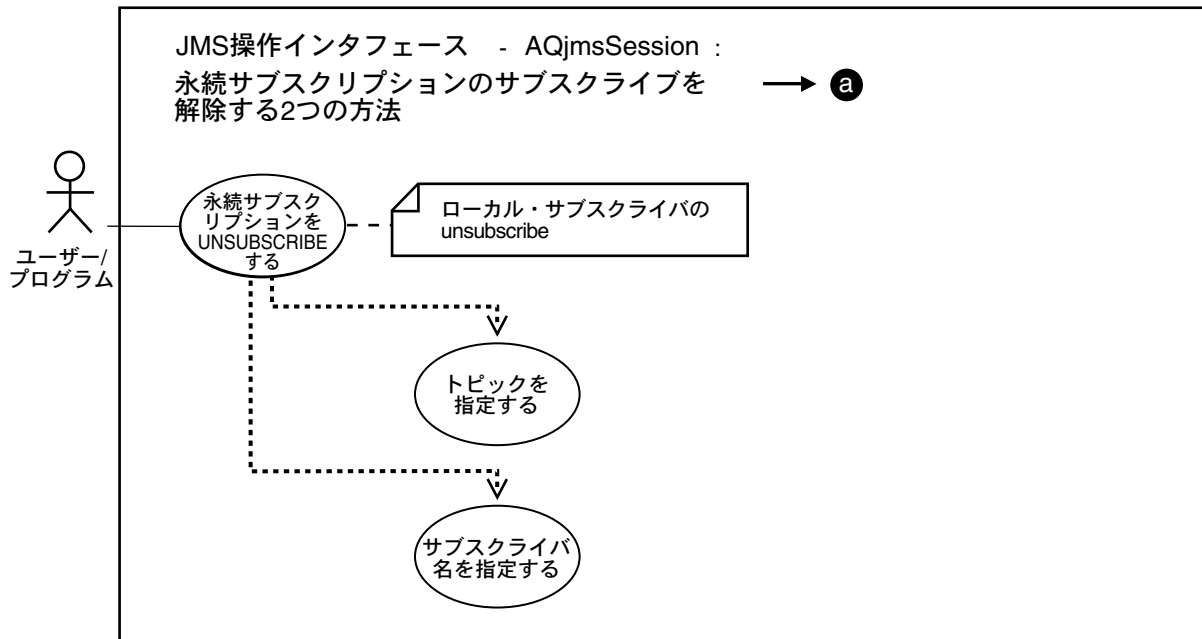 JMS操作インタフェース - AQjmsSession :
永続サブスクリプションのサブスクライブを
解除する2つの方法
a
永続サブスク
リプションを
UNSUBSCRIBE
する
ローカル・サブスクライバの
unsubscribe
ユーザー/
プログラム
トピックを
指定する
サブスクライバ
名を指定する